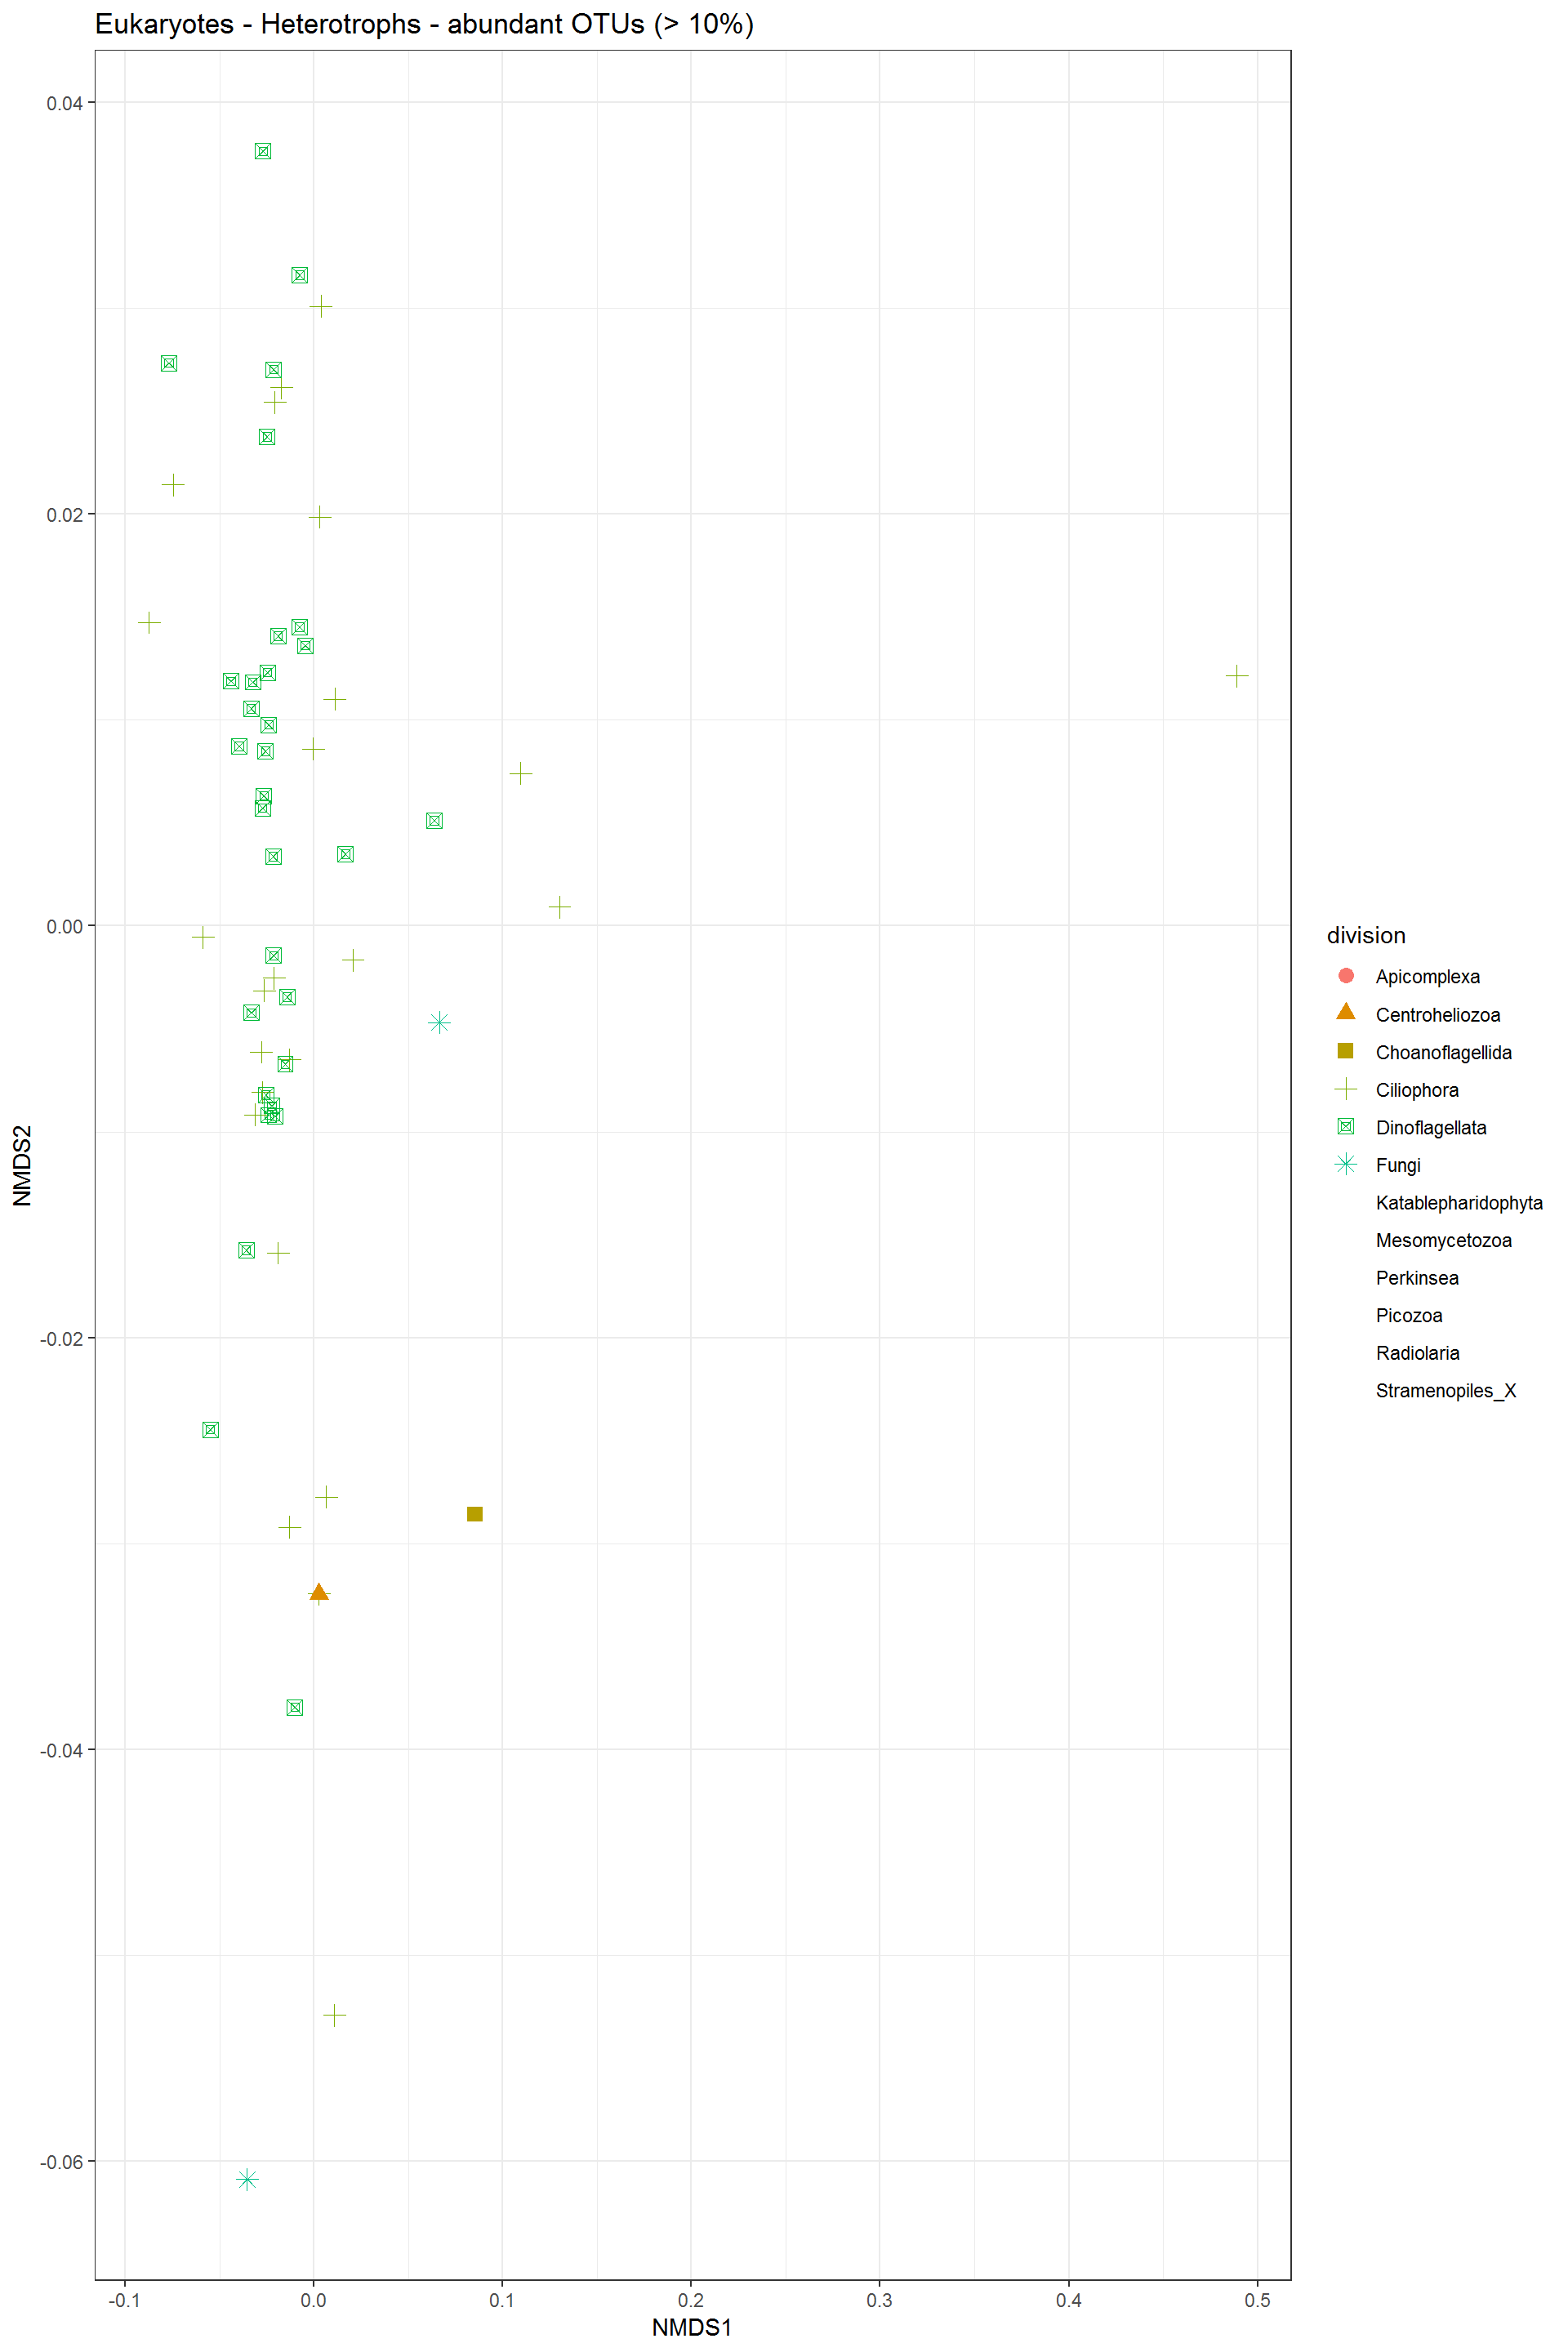 Eukaryotes - Heterotrophs - abundant OTUs (> 10%)
0.04
0.02
0.00
-0.02
-0.04
-0.06
NMDS2
-0.1
0.0
0.1
0.2
0.3
0.4
0.5
NMDS1
division
Apicomplexa
Centroheliozoa
Choanoflagellida
Ciliophora
Dinoflagellata
Fungi
Katablepharidophyta
Mesomycetozoa
Perkinsea
Picozoa
Radiolaria
Stramenopiles_X